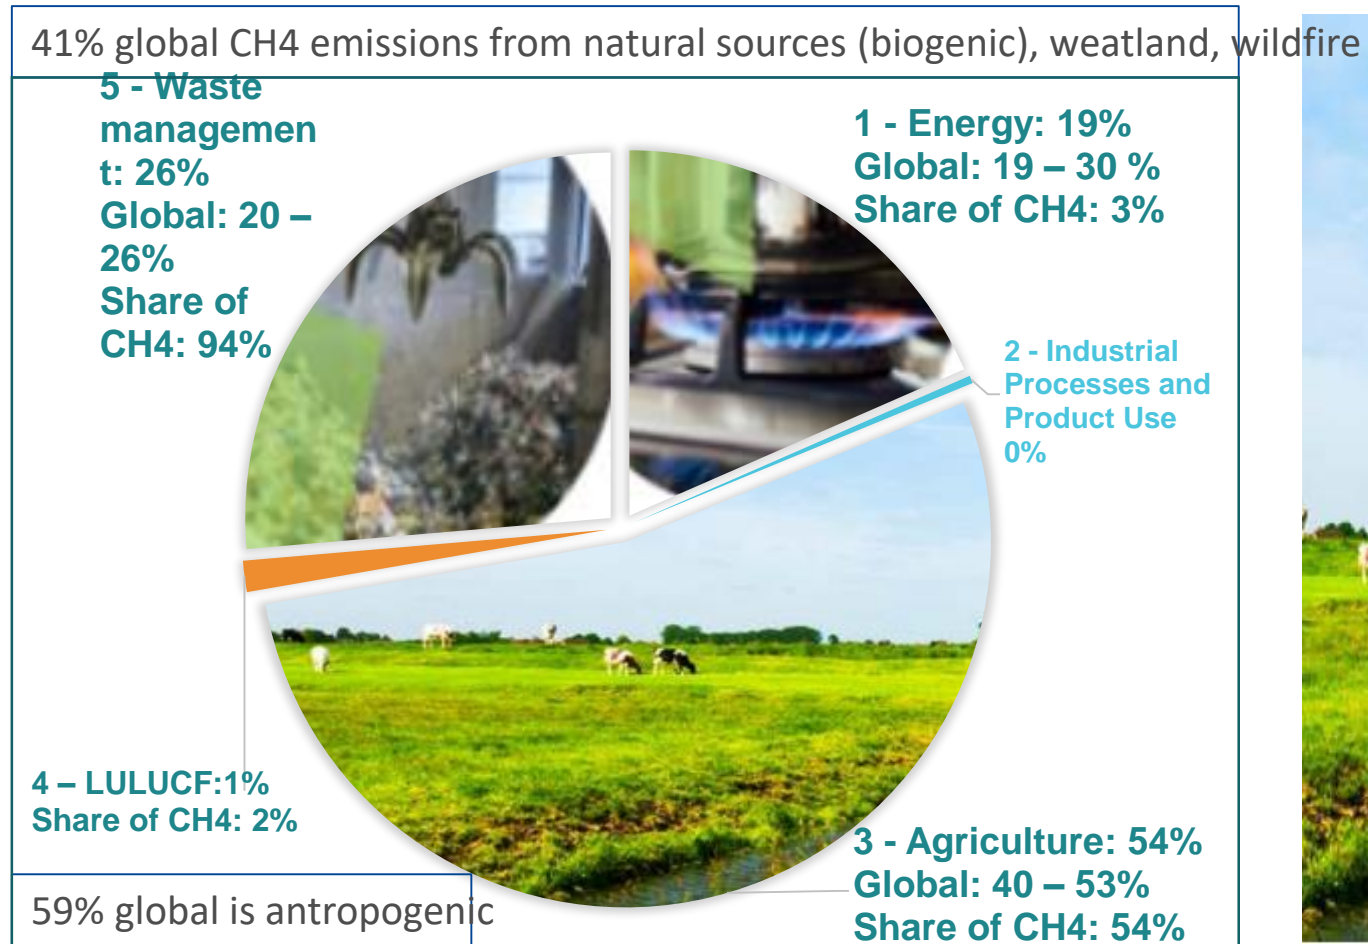 41% global CH4 emissions from natural sources (biogenic), weatland, wildfire
5 - Waste
managemen
t: 26%
Global: 20 –
26%
Share of
CH4: 94%
1 - Energy: 19%
Global: 19 – 30 %
Share of CH4: 3%
2 - Industrial
Processes and
Product Use
0%
4 – LULUCF:1%
Share of CH4: 2%
3 - Agriculture: 54%
Global: 40 – 53%
Share of CH4: 54%
59% global is antropogenic